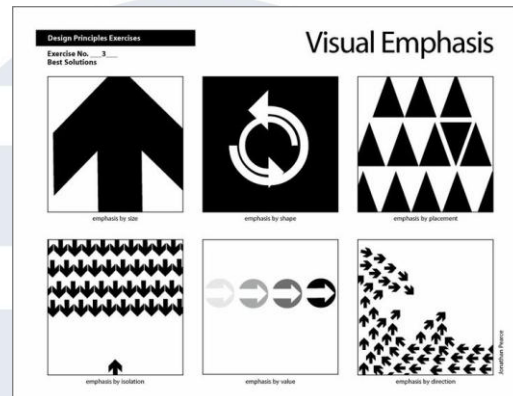 Design Principles Exercises
Visual Emphasis
Exercise No. ___3___
Best Solutions
emphasis by size
emphasis by shape
emphasis by placement
emphasis by isolation
emphasis by value
emphasis by direction
Jonathan Pearce